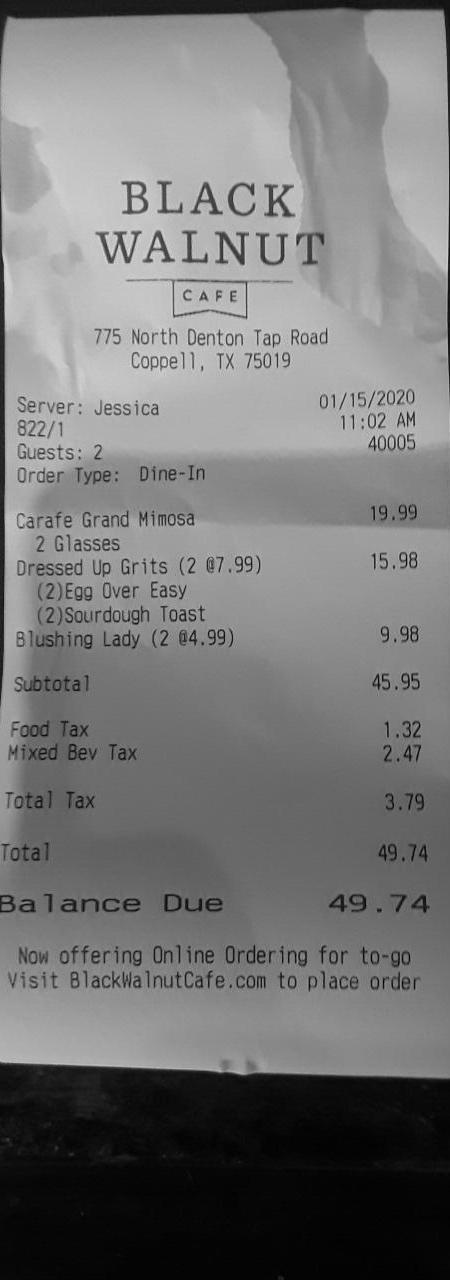 BLACK
WALNUT
CAFE
775 North Denton Tap Road
Coppell, TX 75019
Server: Jessica 01/15/2020
822/1 11:02 AM
Guests: 2 40005
Order Type: Dine-In
Carafe Grand Mimosa 19.99
2 Glasses
Dressed Up Grits (2 @7.99) 15.98
(2)Egg Over Easy
(2)Sourdough Toast
Blushing Lady (2 @4.99) 9.98
Subtotal 45.95
Food Tax 1.32
Mixed Bev Tax 2.47
Total Tax 3.79
Total 49.74
Balance Due 49.74
Now offering Online Ordering for to-go
Visit BlackWalnutCafe.com to place order